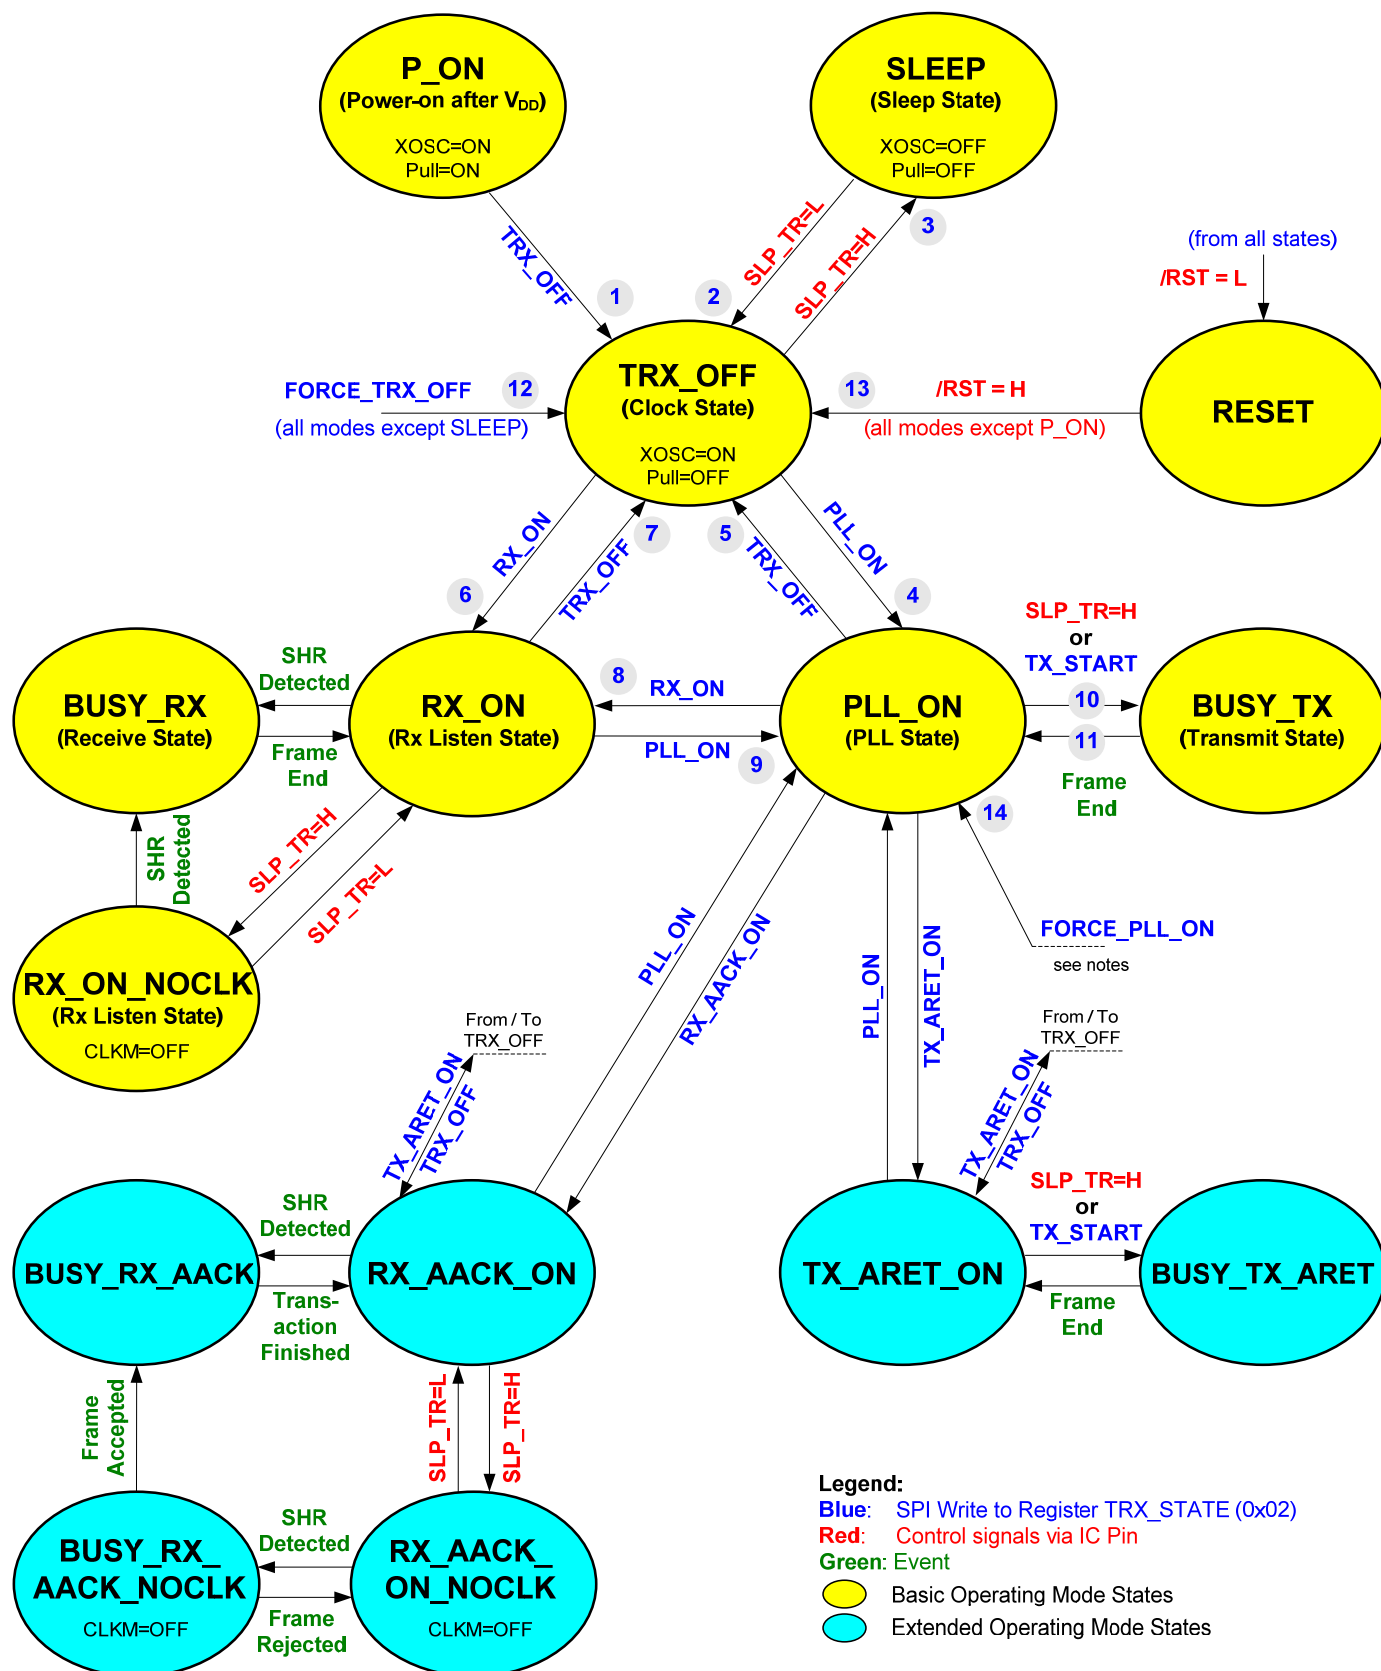 P_ON
(Power-on after VDD)
XOSC=ON
Pull=ON
SLEEP
(Sleep State)
XOSC=OFF
Pull=OFF
TRX_OFF
SLP_TR=L
SLP_TR=H
3
(from all states)
/RST = L
1
2
TRX_OFF
(Clock State)
XOSC=ON
Pull=OFF
FORCE_TRX_OFF
12
(all modes except SLEEP)
13
/RST = H
(all modes except P_ON)
RESET
RX_ON
7
TRX_OFF
6
5
TRX_OFF
PLL_ON
4
SLP_TR=H
or
TX_START
10
11
Frame
End
BUSY_RX
(Receive State)
SHR
Detected
Frame
End
RX_ON
(Rx Listen State)
8
RX_ON
PLL_ON
9
PLL_ON
(PLL State)
BUSY_TX
(Transmit State)
14
SHR
Detected
SLP_TR=H
SLP_TR=L
RX_ON_NOCLK
(Rx Listen State)
CLKM=OFF
PLL_ON
RX_AACK_ON
PLL_ON
TX_ARET_ON
FORCE_PLL_ON
see notes
From / To
TRX_OFF
TX_ARET_ON
TRX_OFF
From / To
TRX_OFF
TX_ARET_ON
TRX_OFF
BUSY_RX_AACK
SHR
Detected
Trans-
action
Finished
RX_AACK_ON
TX_ARET_ON
SLP_TR=H
or
TX_START
Frame
End
BUSY_TX_ARET
Frame
Accepted
SLP_TR=L
SLP_TR=H
BUSY_RX_
AACK_NOCLK
CLKM=OFF
SHR
Detected
Frame
Rejected
RX_AACK_
ON_NOCLK
CLKM=OFF
Legend:
Blue: SPI Write to Register TRX_STATE (0x02)
Red: Control signals via IC Pin
Green: Event
Basic Operating Mode States
Extended Operating Mode States